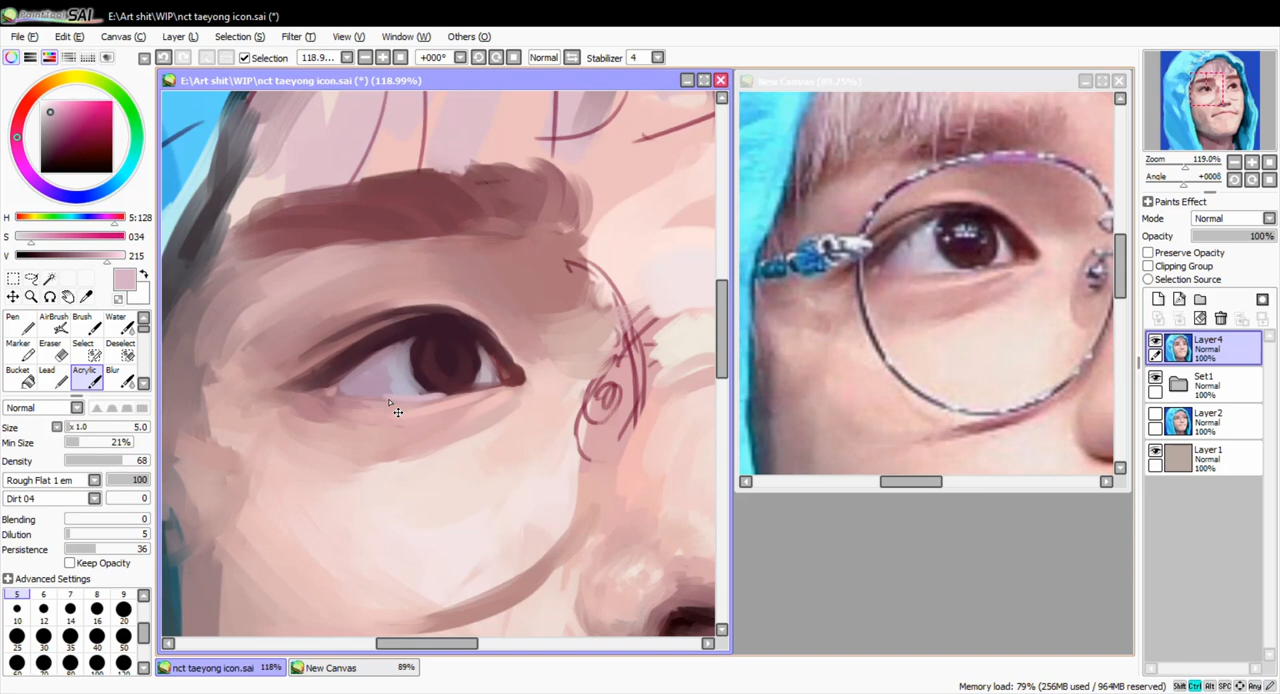 PaintTool SAI E:\Art shit\WIP\nct taeyong icon.sai (*)
File (F) Edit (E) Canvas (C) Layer (L) Selection (S) Filter (T) View (V) Window (W) Others (O)
Selection 118.9... +000° Normal Stabilizer 4
E:\Art shit\WIP\nct taeyong icon.sai (*) (118.99%)
New Canvas (89.25%)
Zoom 119.0%
Angle +000δ
Paints Effect
Mode Normal
Opacity 100%
Preserve Opacity
Clipping Group
Selection Source
Layer4
Normal
100%
Set1
Normal
100%
Layer2
Normal
100%
Layer1
Normal
100%
H 5:128
S 034
V 215
Pen AirBrush Brush Water
Marker Eraser Select Deselect
Bucket Lead Acrylic Blur
Normal
Size x 1.0 5.0
Min Size 21%
Density 68
Rough Flat 1 em 100
Dirt 04 0
Blending 0
Dilution 5
Persistence 36
Keep Opacity
Advanced Settings
5 6 7 8 9
10 12 14 16 20
25 30 35 40 50
nct taeyong icon.sai 118% New Canvas 89%
Memory load: 79% (256MB used / 964MB reserved) Shift Ctrl Alt SPC Any